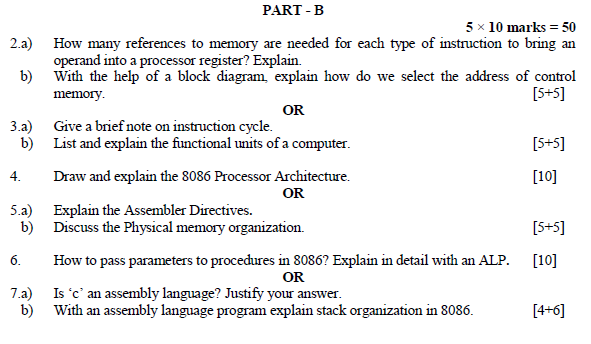 PART - B
5 × 10 marks = 50
2.a) How many references to memory are needed for each type of instruction to bring an
operand into a processor register? Explain.
b) With the help of a block diagram, explain how do we select the address of control
memory. [5+5]
OR
3.a) Give a brief note on instruction cycle.
b) List and explain the functional units of a computer. [5+5]
4. Draw and explain the 8086 Processor Architecture. [10]
OR
5.a) Explain the Assembler Directives.
b) Discuss the Physical memory organization. [5+5]
6. How to pass parameters to procedures in 8086? Explain in detail with an ALP. [10]
OR
7.a) Is ‘c’ an assembly language? Justify your answer.
b) With an assembly language program explain stack organization in 8086. [4+6]